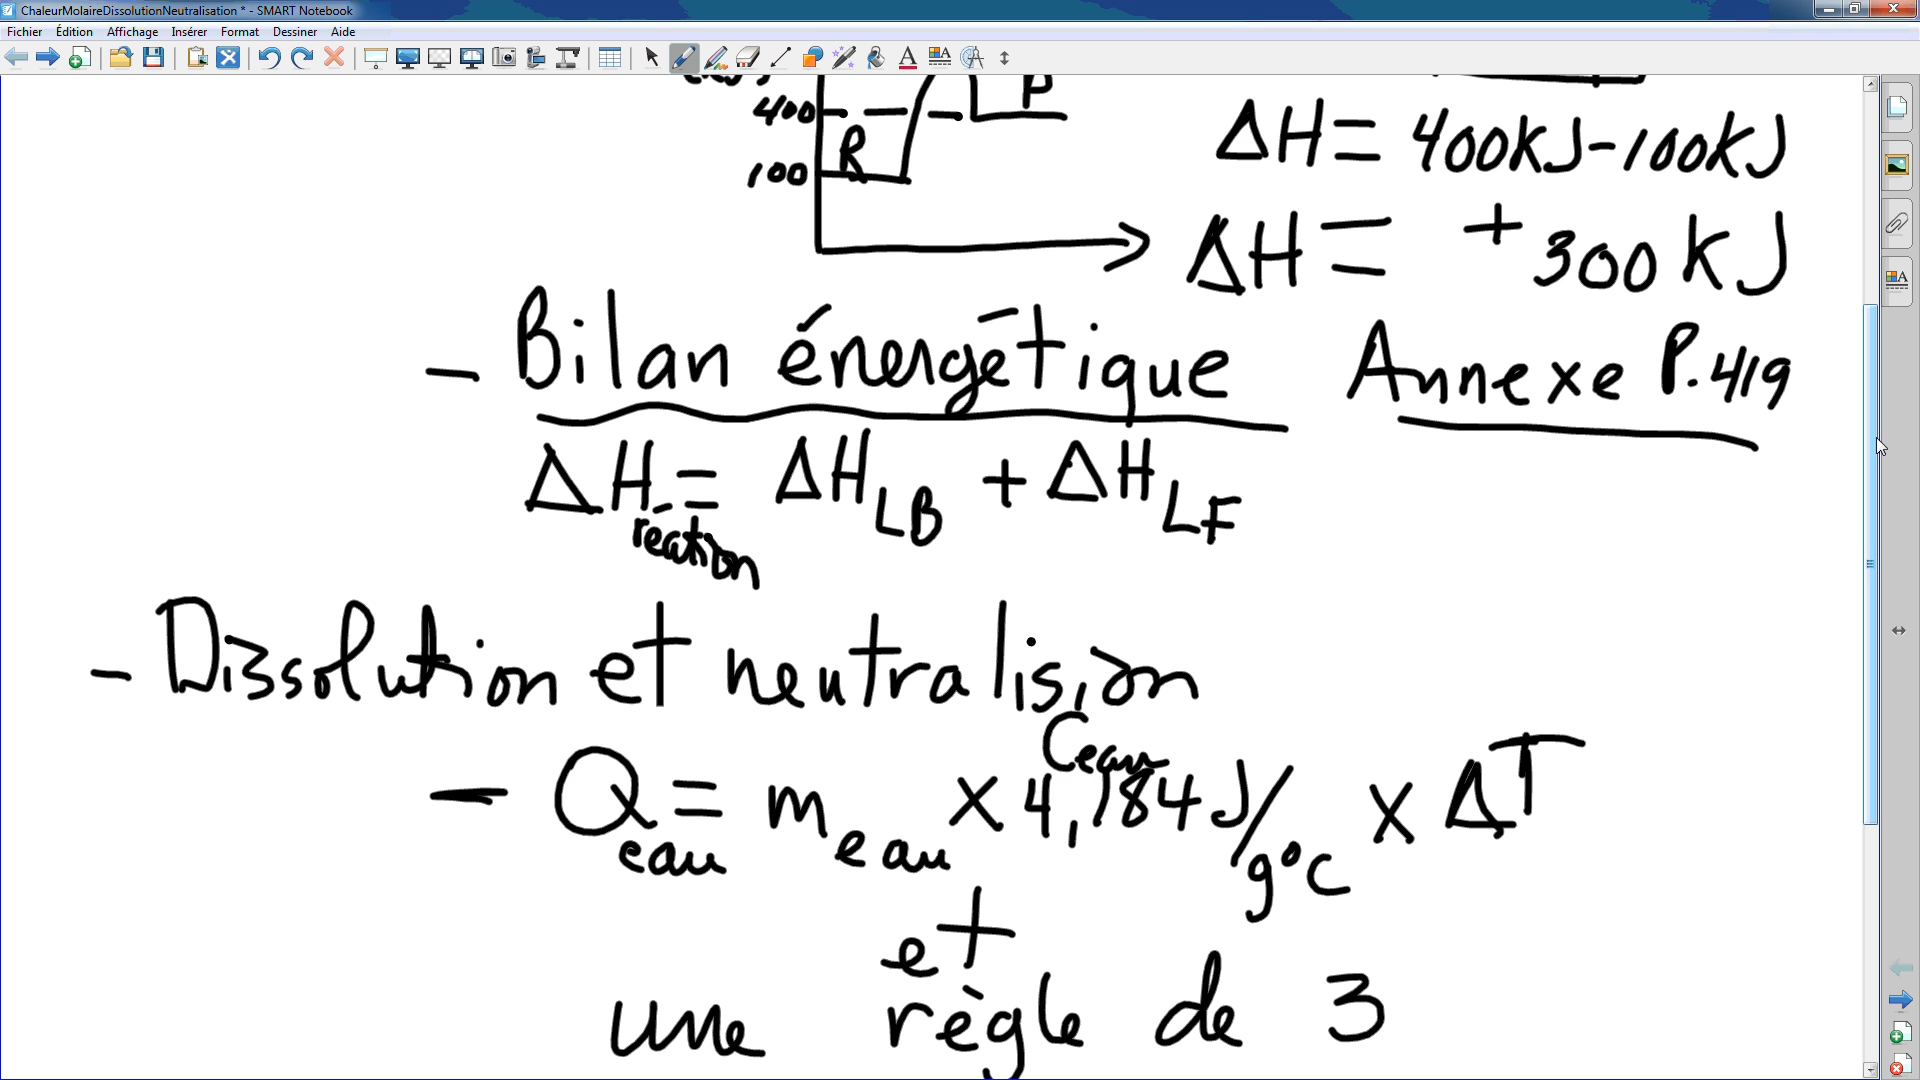 ChaleurMolaireDissolutionNeutralisation * - SMART Notebook
Fichier Édition Affichage Insérer Format Dessiner Aide
400 P
R
100
ΔH = 400KJ-100KJ
ΔH = +300 KJ
- Bilan énergétique Annexe P.419
ΔH réaction = ΔH LB + ΔH LF
- Dissolution et neutralision
Ceau
- Q eau = m eau x 4,184 J/g°C x ΔT
et
une règle de 3